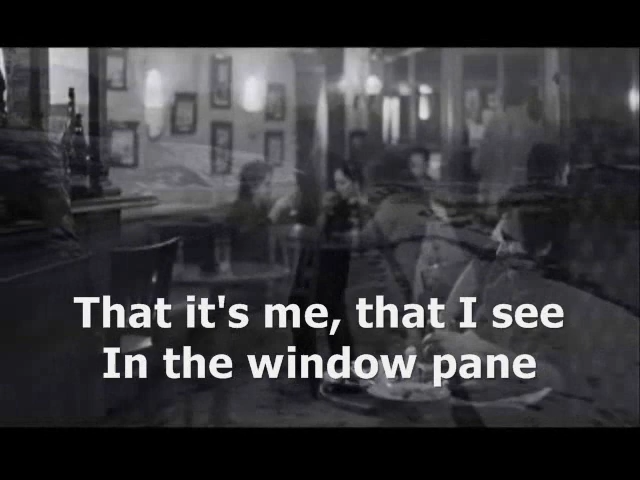 That it's me, that I see
In the window pane